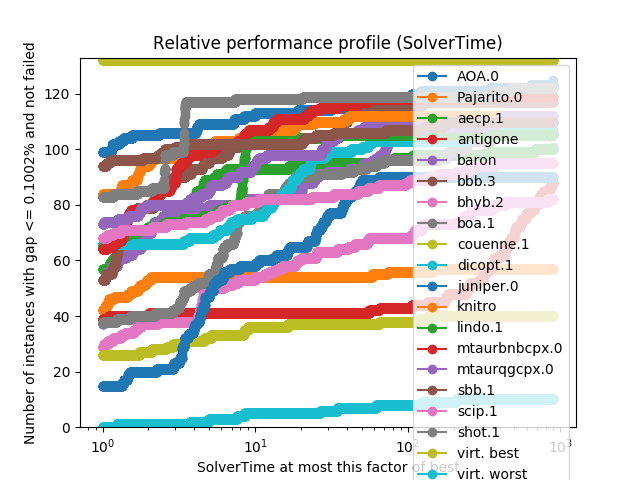 Relative performance profile (SolverTime)
Number of instances with gap <= 0.1002% and not failed
120
100
80
60
40
20
0
10⁰
10¹
10²
10³
SolverTime at most this factor of best
AOA.0
Pajarito.0
aecp.1
antigone
baron
bbb.3
bhyb.2
boa.1
couenne.1
dicopt.1
juniper.0
knitro
lindo.1
mtaurbnbcpx.0
mtaurqgcpx.0
sbb.1
scip.1
shot.1
virt. best
virt. worst